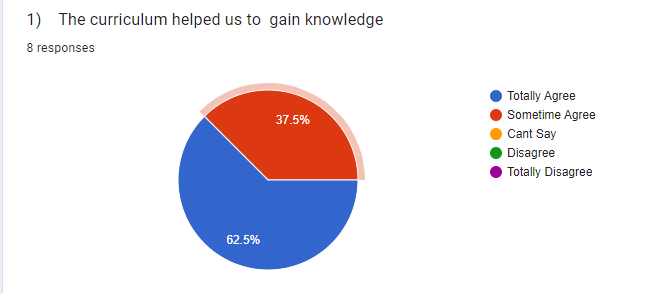 1) The curriculum helped us to gain knowledge
8 responses
37.5%
62.5%
Totally Agree
Sometime Agree
Cant Say
Disagree
Totally Disagree